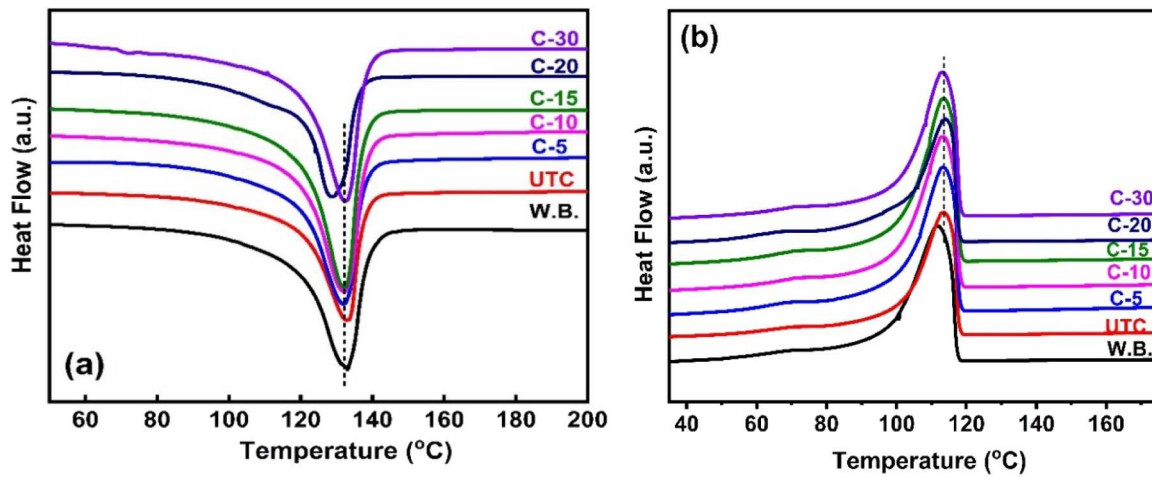 C-30
C-20
C-15
C-10
C-5
UTC
W.B.
Heat Flow (a.u.)
(a)
60 80 100 120 140 160 180 200
Temperature (°C)
(b)
C-30
C-20
C-15
C-10
C-5
UTC
W.B.
Heat Flow (a.u.)
40 60 80 100 120 140 160
Temperature (°C)